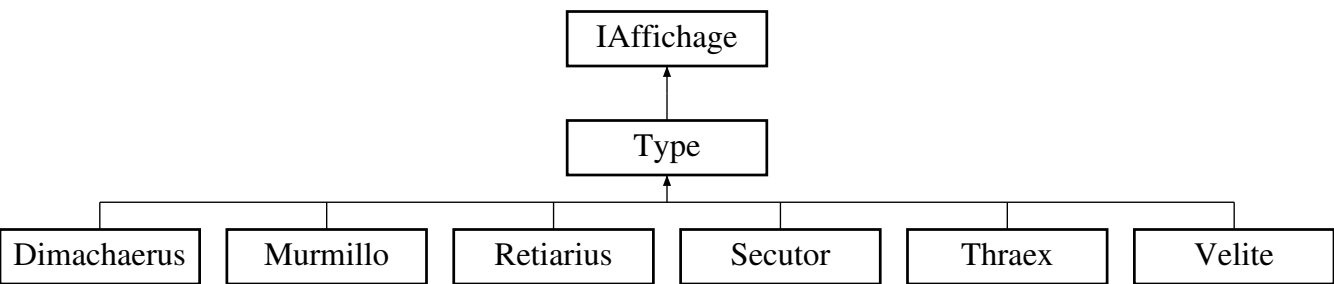 IAffichage
Type
Dimachaerus
Murmillo
Retiarius
Secutor
Thraex
Velite